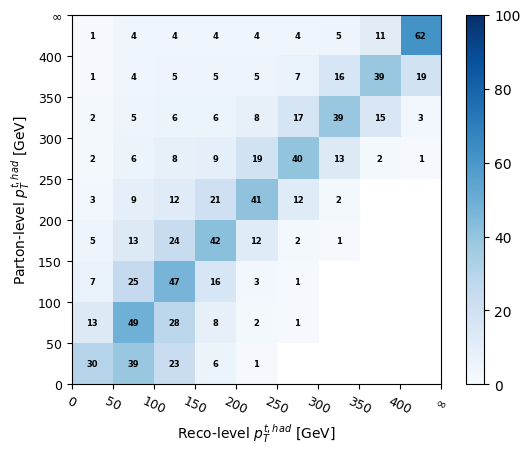 ∞ 1 4 4 4 4 4 5 11 62 100
400 1 4 5 5 5 7 16 39 19
350 2 5 6 6 8 17 39 15 3 80
300 2 6 8 9 19 40 13 2 1
250 3 9 12 21 41 12 2 60
200 5 13 24 42 12 2 1
150 7 25 47 16 3 1 40
100 13 49 28 8 2 1
50 30 39 23 6 1 20
0 0
0 50 100 150 200 250 300 350 400 ∞
Reco-level p_T^{t,had} [GeV]
Parton-level p_T^{t,had} [GeV]